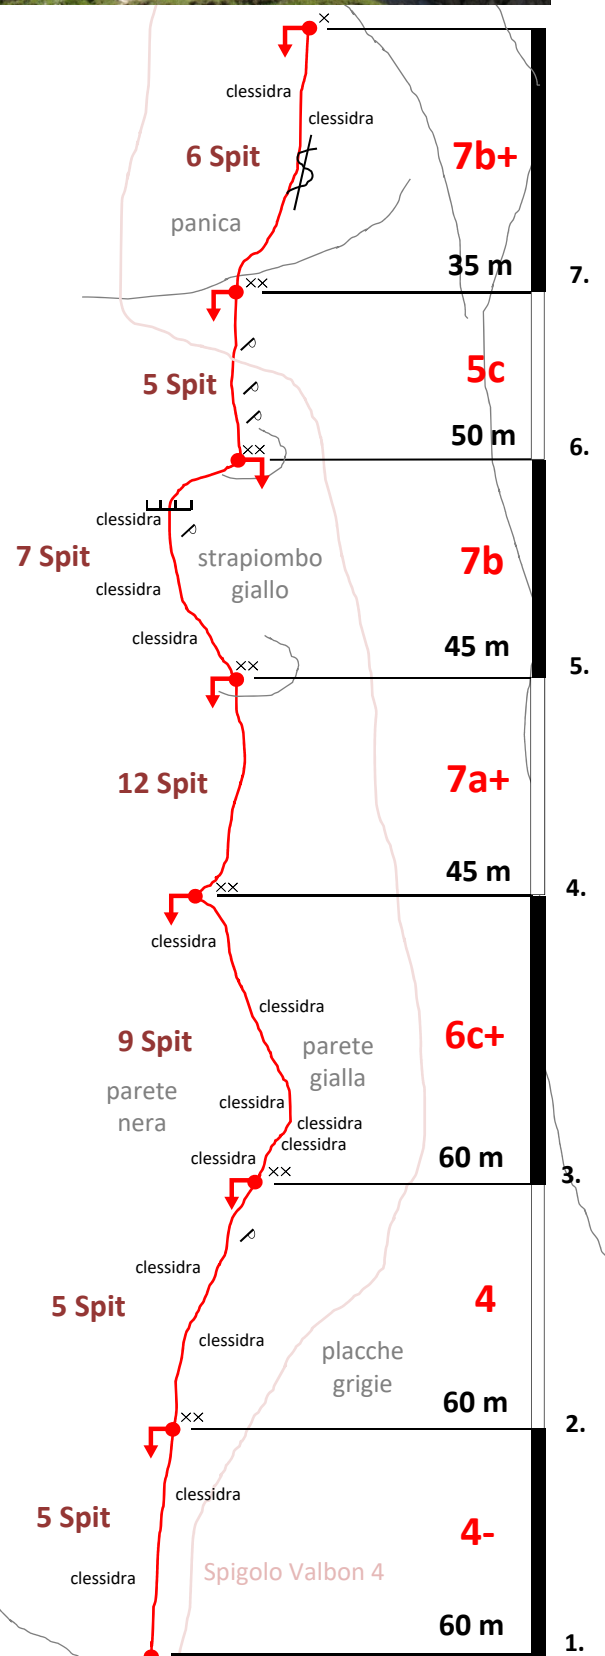 clessidra
clessidra
6 Spit
7b+
panica
35 m
7.
5 Spit
5c
50 m
6.
clessidra
7 Spit
strapiombo
giallo
7b
clessidra
clessidra
45 m
5.
12 Spit
7a+
45 m
4.
clessidra
clessidra
9 Spit
parete
gialla
6c+
parete
nera
clessidra
clessidra
clessidra
clessidra
60 m
3.
clessidra
5 Spit
4
clessidra
placche
grigie
60 m
2.
clessidra
5 Spit
4-
clessidra
Spigolo Valbon 4
60 m
1.